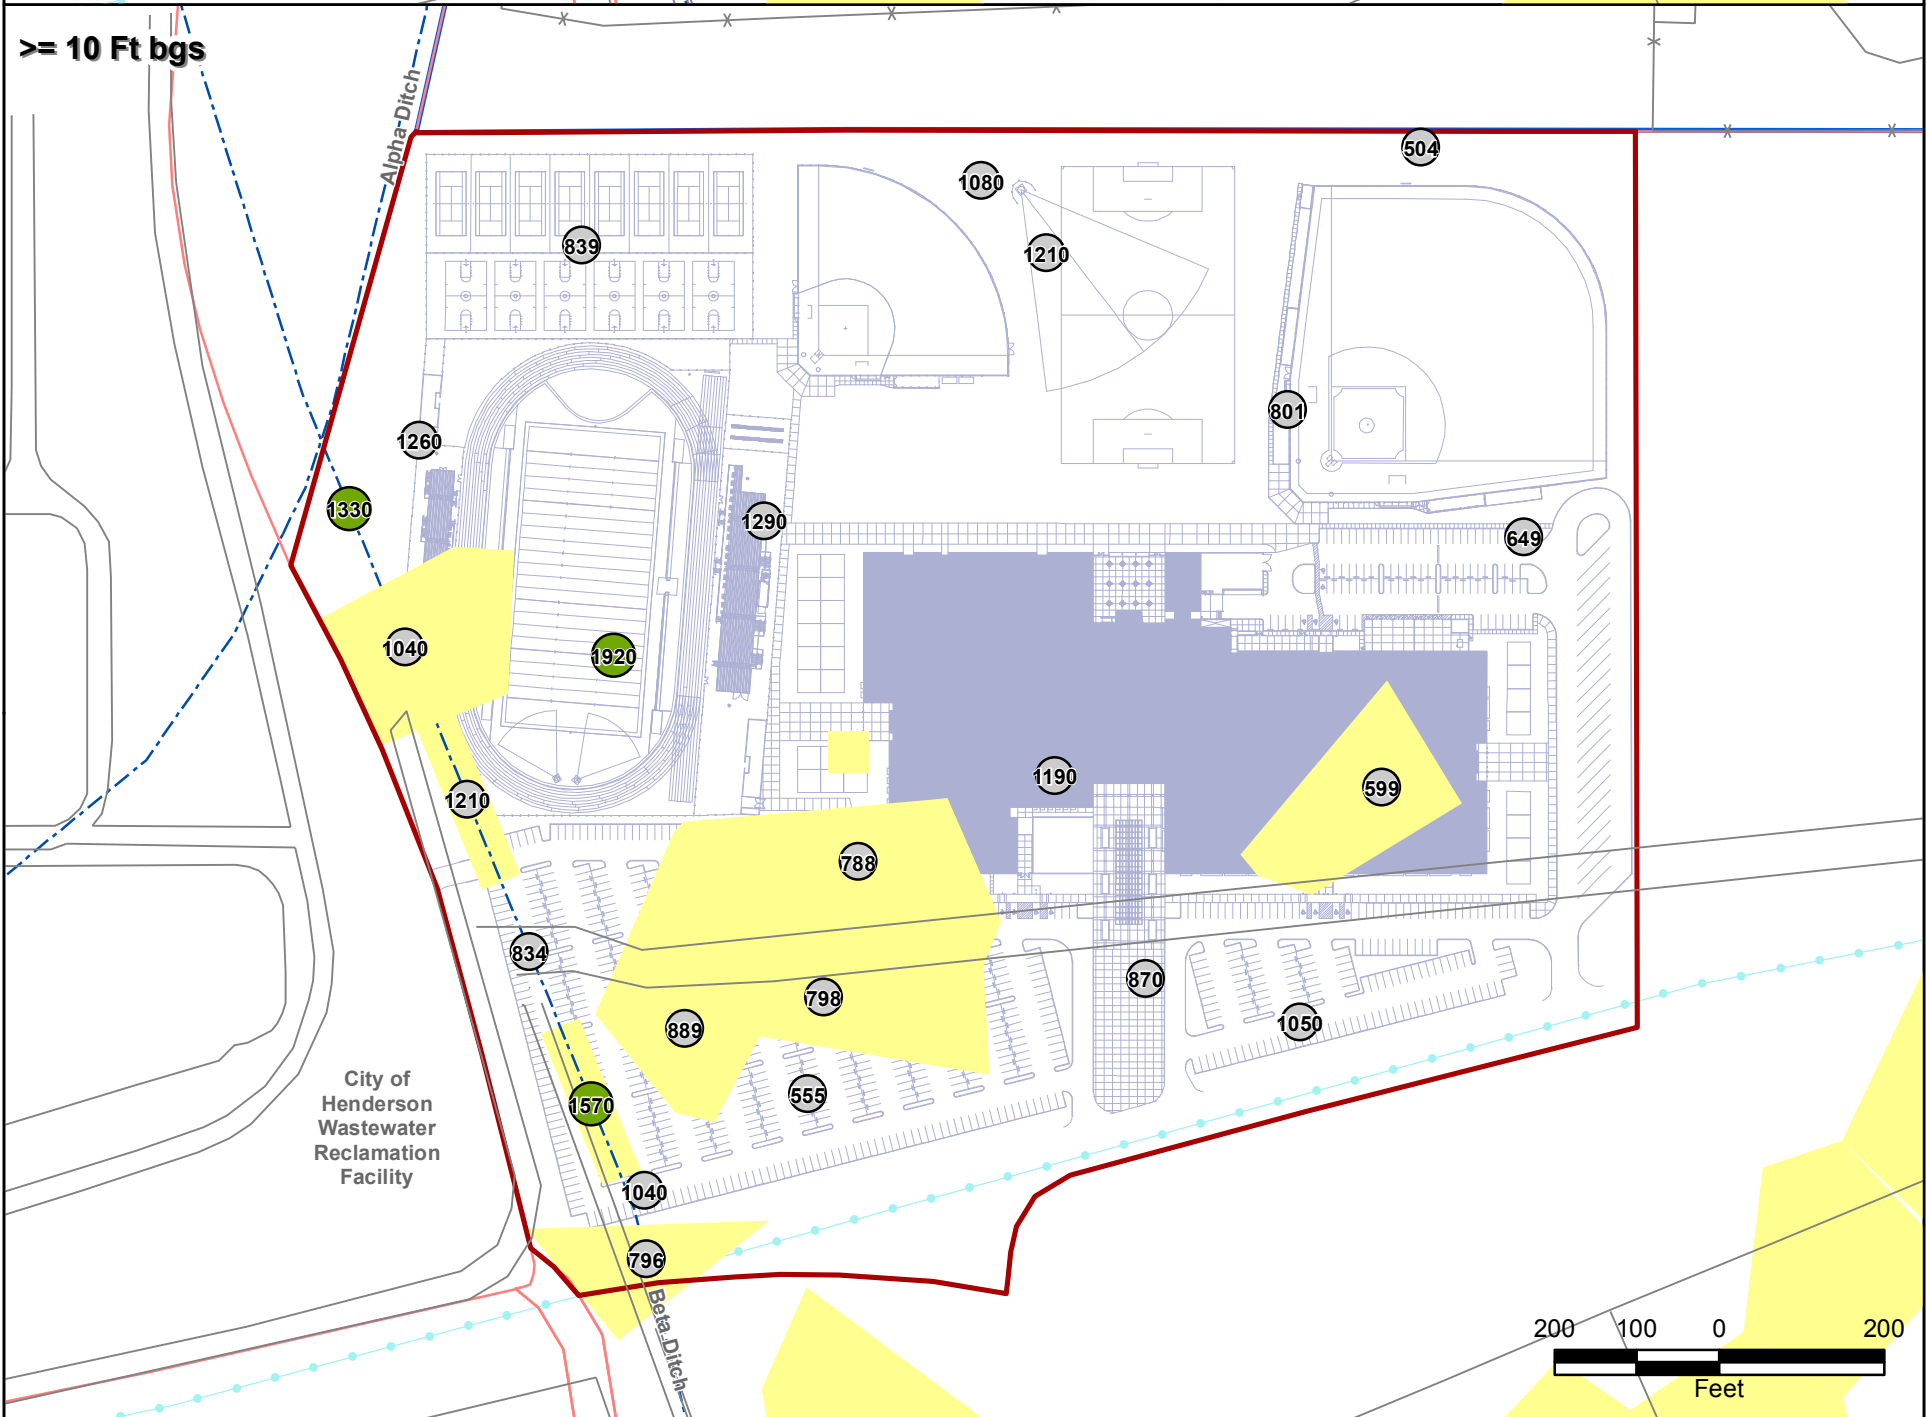 >= 10 Ft bgs
Alpha Ditch
504
1080
839
1210
801
1260
1330
1290
649
1040
1920
1190
599
1210
788
834
870
798
889
1050
City of
Henderson
Wastewater
Reclamation
Facility
555
1570
1040
796
Beta Ditch
200 100 0 200
Feet